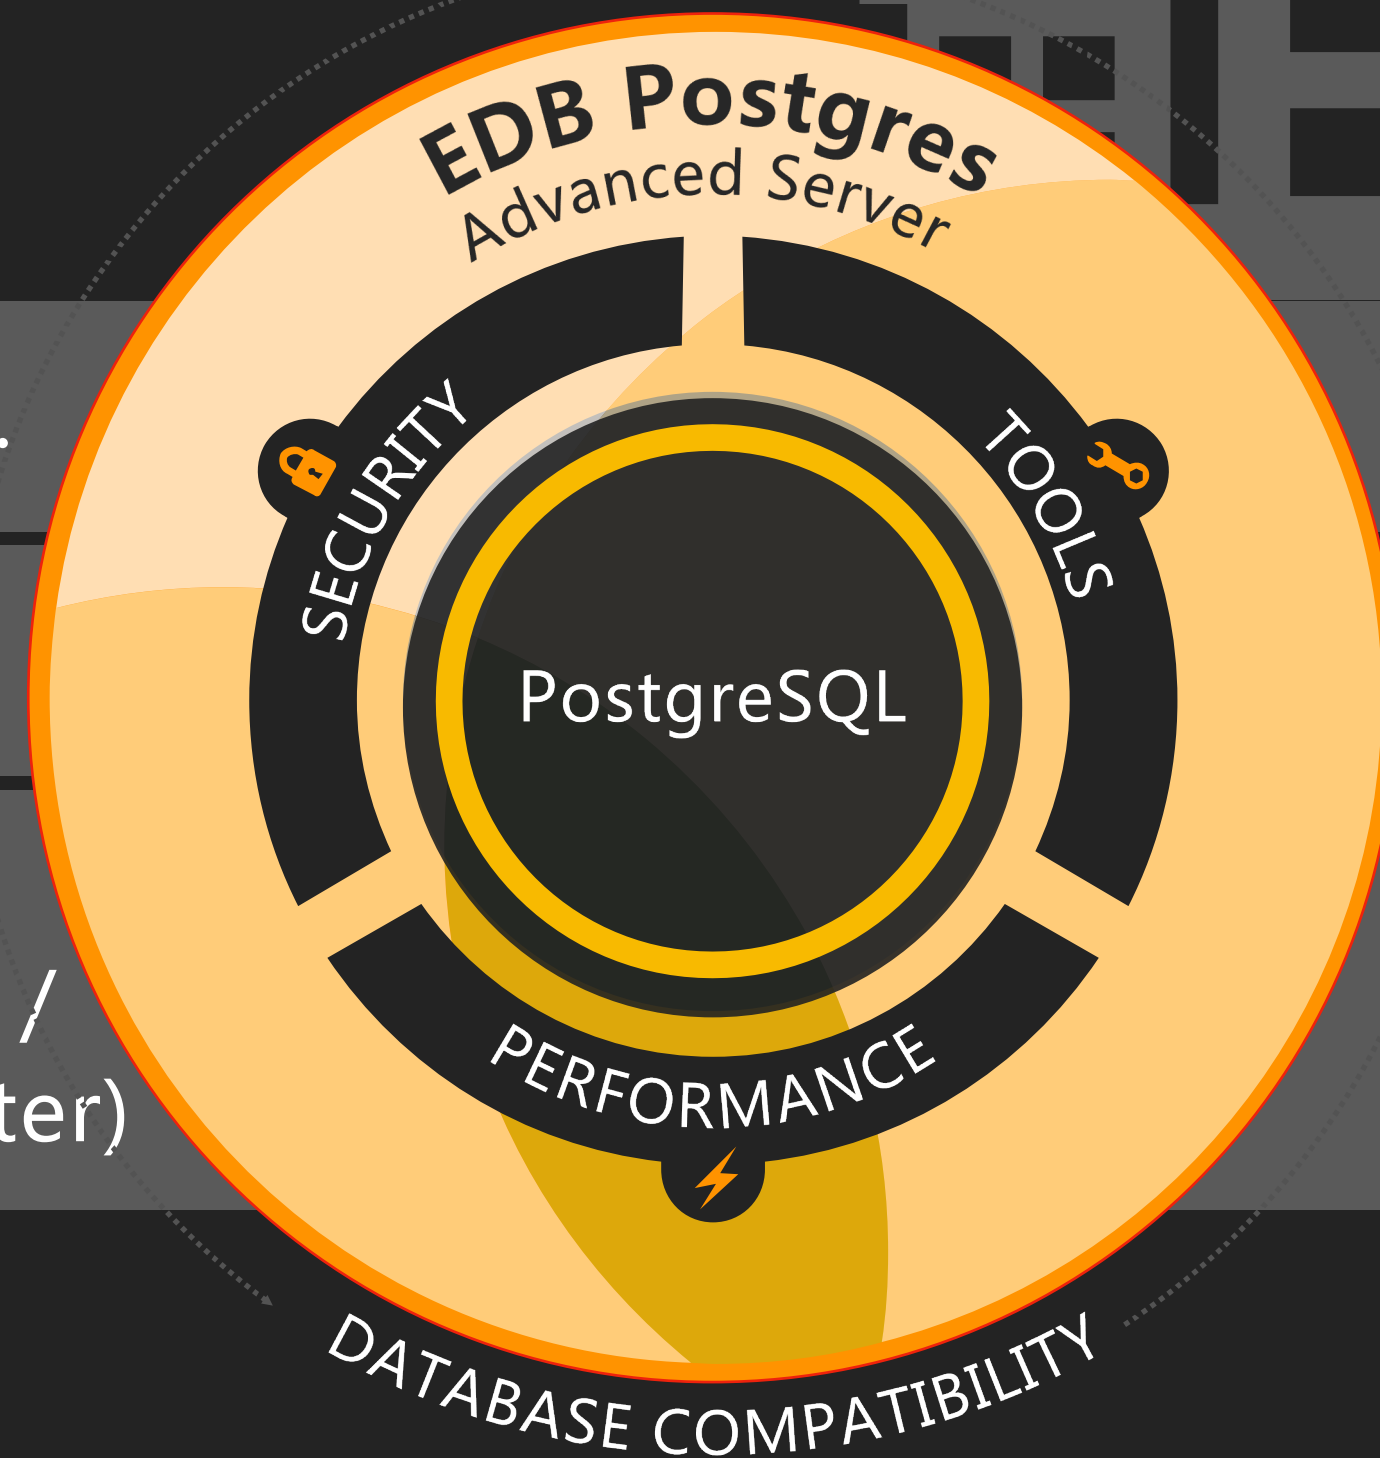 EDB Postgres
Advanced Server
SECURITY
TOOLS
PostgreSQL
/
ter)
PERFORMANCE
DATABASE COMPATIBILITY